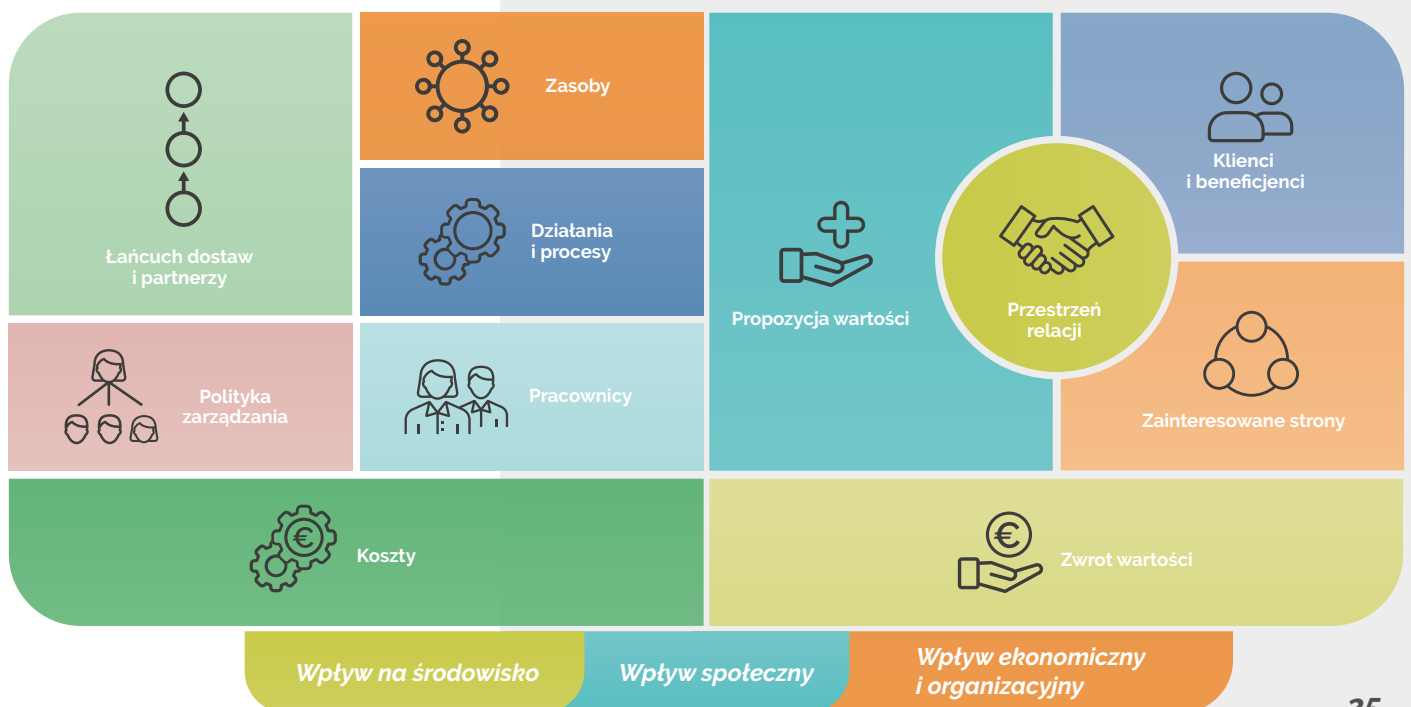 Łańcuch dostaw
i partnerzy
Zasoby
Działania
i procesy
Polityka
zarządzania
Pracownicy
Propozycja wartości
Przestrzeń
relacji
Klienci
i beneficjenci
Zainteresowane strony
€
Koszty
€
Zwrot wartości
Wpływ na środowisko
Wpływ społeczny
Wpływ ekonomiczny
i organizacyjny